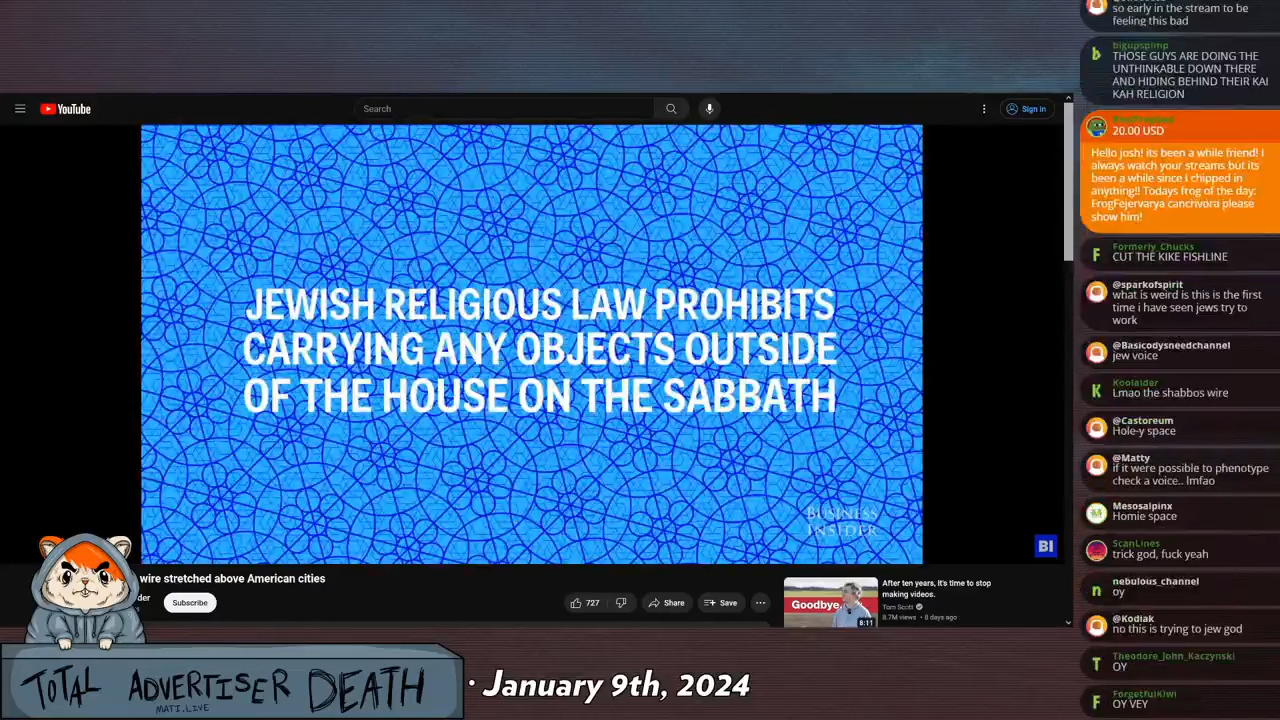 so early in the stream to be
feeling this bad
bigupspimp
THOSE GUYS ARE DOING THE
UNTHINKABLE DOWN THERE
AND HIDING BEHIND THEIR KAI
KAH RELIGION
20.00 USD
Hello josh! its been a while friend! I
always watch your streams but its
been a while since i chipped in
anything!! Todays frog of the day:
FrogFejervarya cancrivora please
show him!
Formerly_Chucks
CUT THE KIKE FISHLINE
@sparkofspirit
what is weird is this is the first
time i have seen jews try to
work
@Basicodysneedchannel
jew voice
Koolaider
Lmao the shabbos wire
@Castoreum
Hole-y space
@Matty
if it were possible to phenotype
check a voice.. lmfao
Mesosalpinx
Homie space
ScanLines
trick god, fuck yeah
nebulous_channel
oy
@Kodiak
no this is trying to jew god
Theodore_John_Kaczynski
OY
ForgetfulKiwi
OY VEY
YouTube
Search
Sign in
JEWISH RELIGIOUS LAW PROHIBITS
CARRYING ANY OBJECTS OUTSIDE
OF THE HOUSE ON THE SABBATH
BUSINESS
INSIDER
BI
wire stretched above American cities
der
Subscribe
727
Share
Save
Goodbye.
8:11
After ten years, it's time to stop
making videos.
Tom Scott
8.7M views • 8 days ago
TOTAL ADVERTISER DEATH
MATI.LIVE
· January 9th, 2024